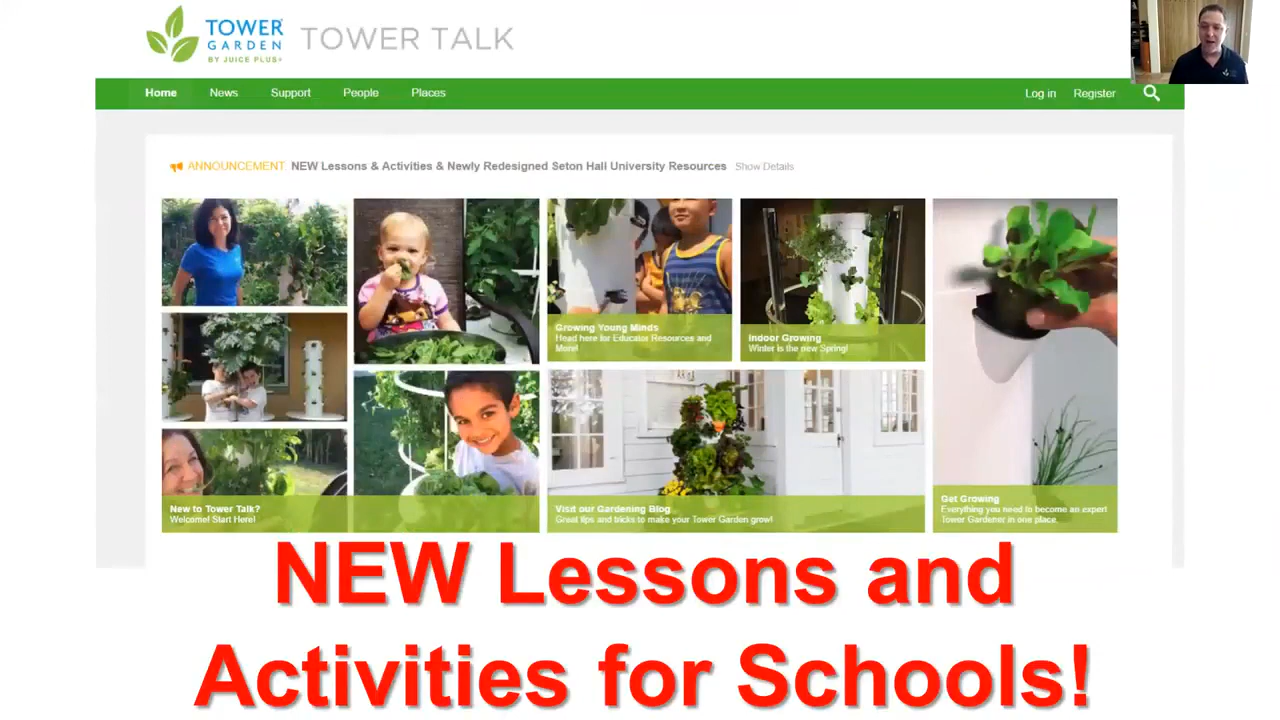 TOWER
GARDEN
BY JUICE PLUS+
TOWER TALK
Home News Support People Places Log in Register
ANNOUNCEMENT NEW Lessons & Activities & Newly Redesigned Seton Hall University Resources Show Details
Growing Young Minds
Head here for Educator Resources and
More!
Indoor Growing
Winter is the new Spring!
New to Tower Talk?
Welcome! Start Here!
Visit our Gardening Blog
Great tips and tricks to make your Tower Garden grow!
Get Growing
Everything you need to become an expert
Tower Gardener in one place.
NEW Lessons and
Activities for Schools!